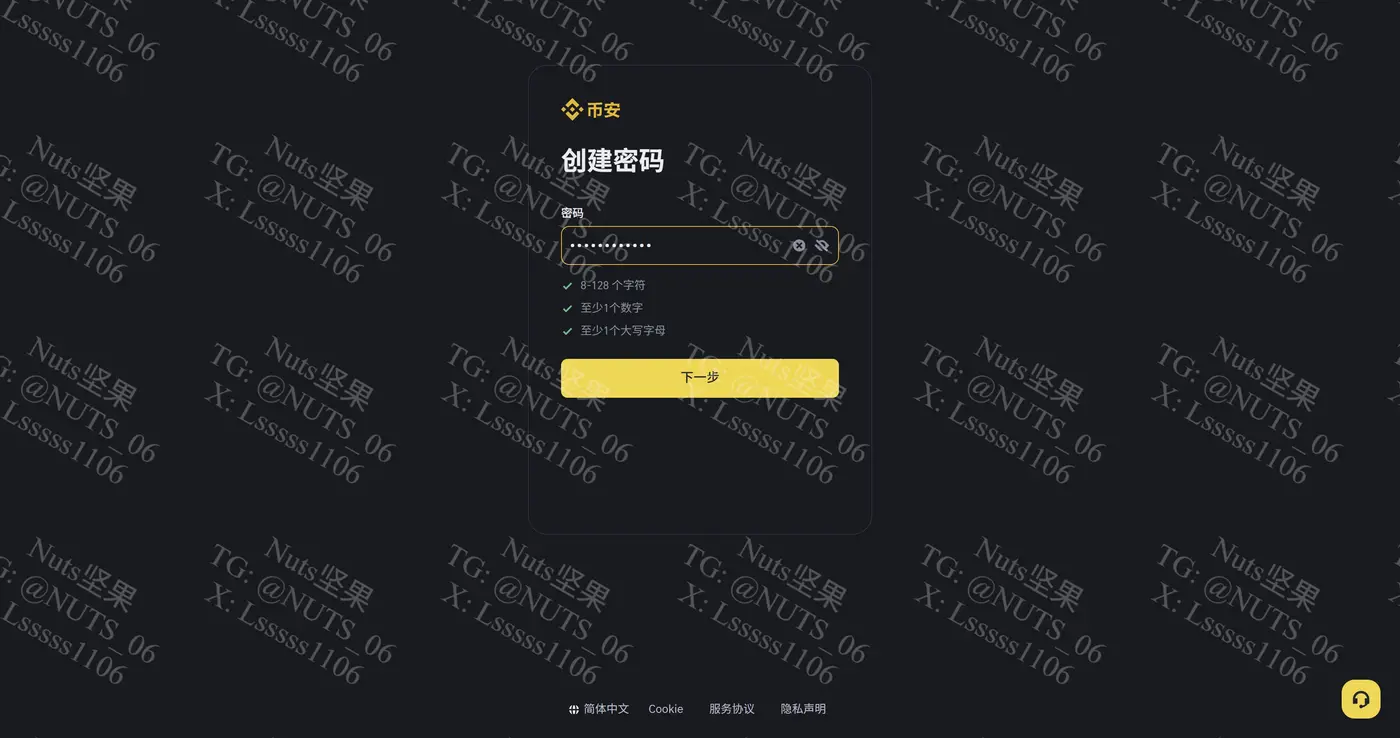 币安
创建密码
密码
8-128 个字符
至少1个数字
至少1个大写字母
下一步
简体中文 Cookie 服务协议 隐私声明
Nuts坚果
TG: @NUTS_06
X: Lsssss1106